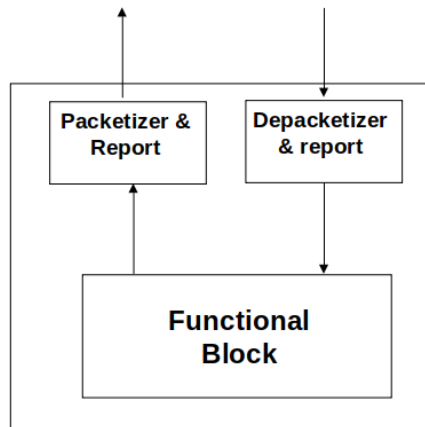 Packetizer &
Report
Depacketizer
& report
Functional
Block